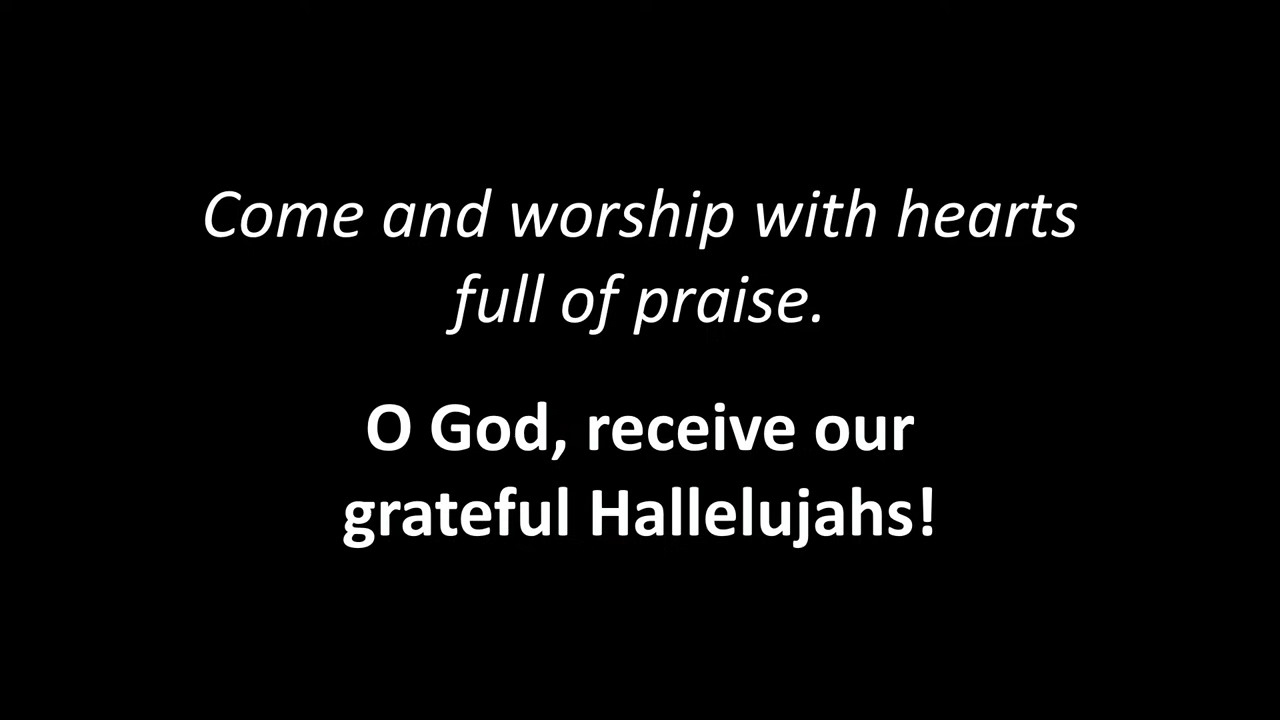 Come and worship with hearts
full of praise.
O God, receive our
grateful Hallelujahs!